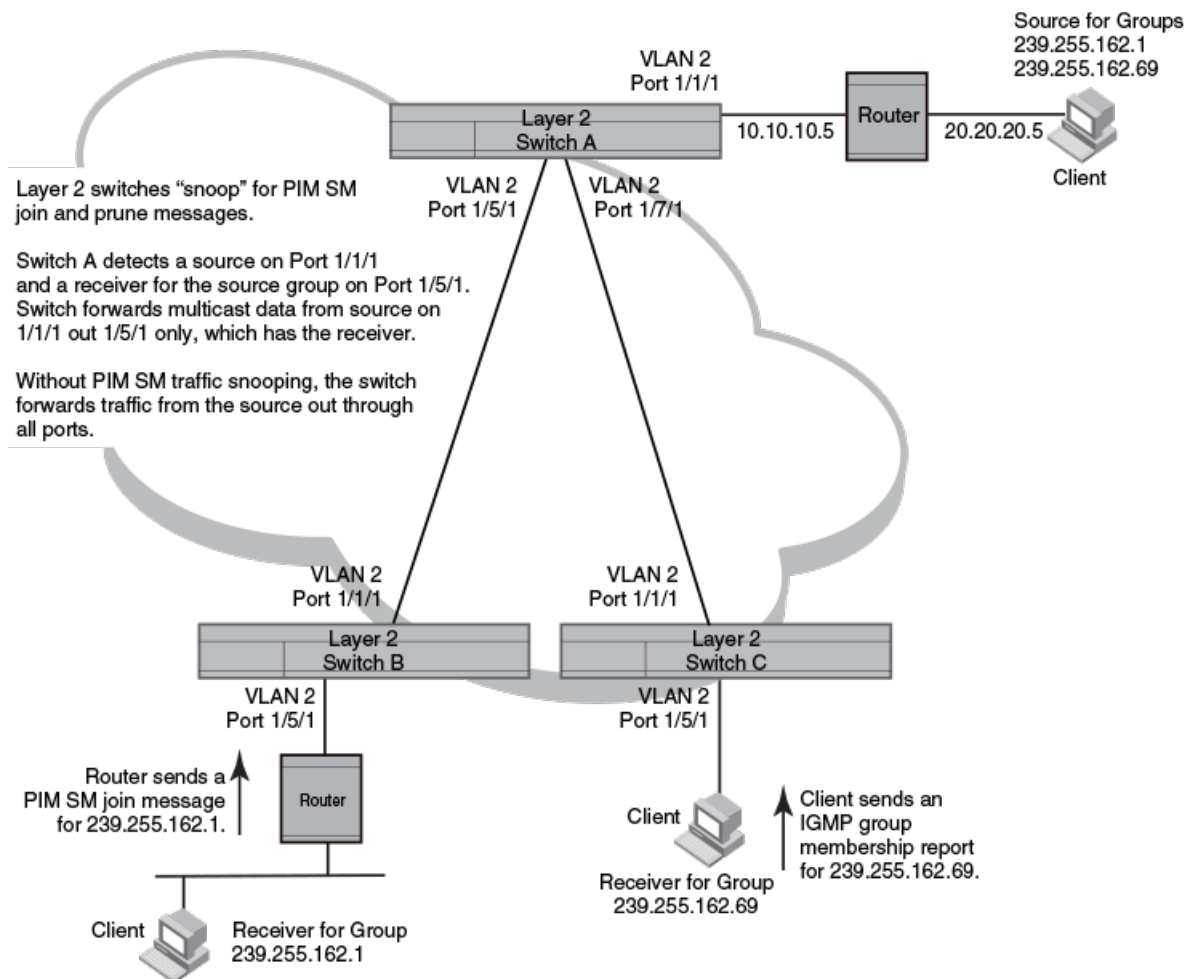 Source for Groups
239.255.162.1
239.255.162.69
VLAN 2
Port 1/1/1
Layer 2
Switch A
10.10.10.5
Router
20.20.20.5
Client
VLAN 2
Port 1/5/1
VLAN 2
Port 1/7/1
Layer 2 switches “snoop” for PIM SM
join and prune messages.
Switch A detects a source on Port 1/1/1
and a receiver for the source group on Port 1/5/1.
Switch forwards multicast data from source on
1/1/1 out 1/5/1 only, which has the receiver.
Without PIM SM traffic snooping, the switch
forwards traffic from the source out through
all ports.
VLAN 2
Port 1/1/1
VLAN 2
Port 1/1/1
Layer 2
Switch B
Layer 2
Switch C
VLAN 2
Port 1/5/1
VLAN 2
Port 1/5/1
Router sends a
PIM SM join message
for 239.255.162.1.
Router
Client
Receiver for Group
239.255.162.69
Client sends an
IGMP group
membership report
for 239.255.162.69.
Client
Receiver for Group
239.255.162.1